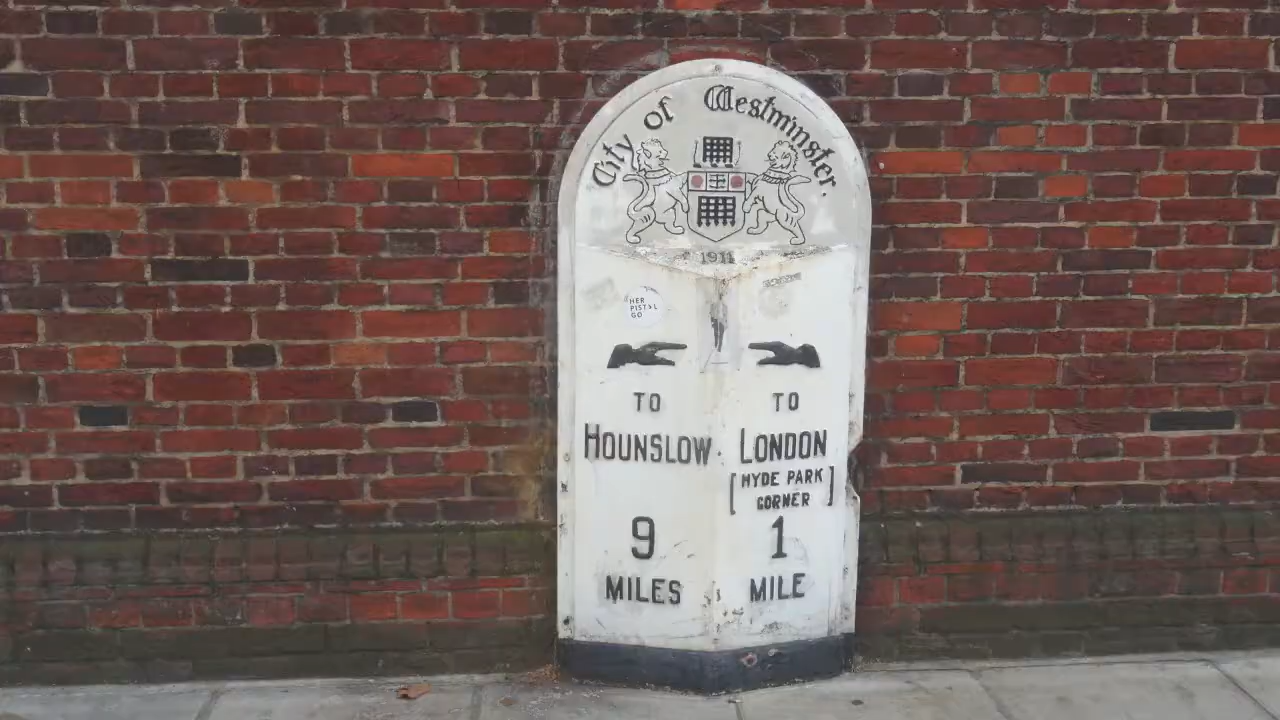 City of Westminster.
1911
HER
PISTOL
GO
TO
HOUNSLOW.
9
MILES
TO
LONDON
[HYDE PARK
CORNER]
1
MILE